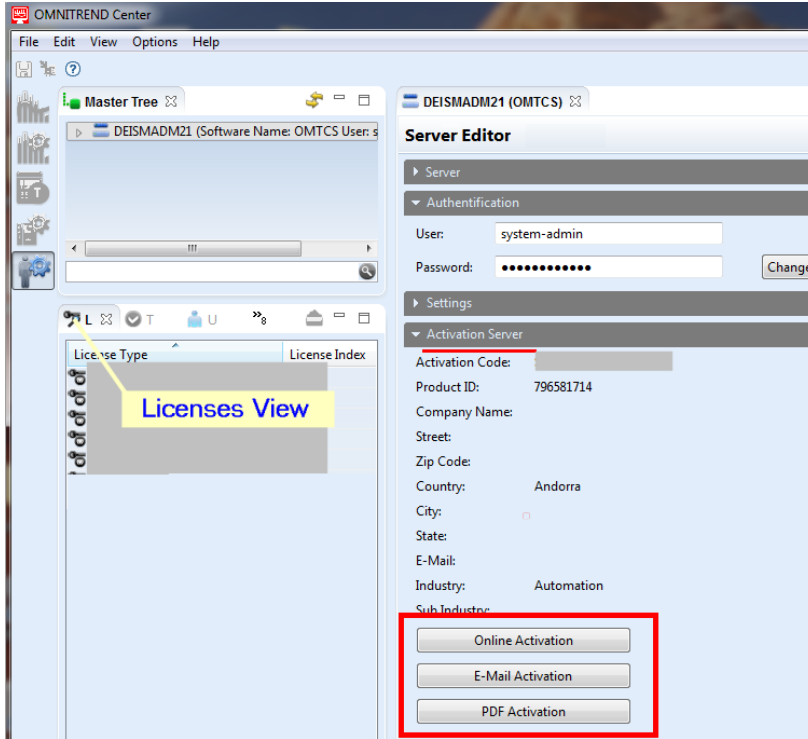 OMNITREND Center
File Edit View Options Help
Master Tree
DEISMADM21 (Software Name: OMTCS User: s
L T U »8
License Type License Index
Licenses View
DEISMADM21 (OMTCS)
Server Editor
Server
Authentification
User: system-admin
Password: ●●●●●●●●●●●● Change
Settings
Activation Server
Activation Code:
Product ID: 796581714
Company Name:
Street:
Zip Code:
Country: Andorra
City:
State:
E-Mail:
Industry: Automation
Sub Industry:
Online Activation
E-Mail Activation
PDF Activation